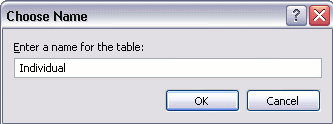 Choose Name
?
Enter a name for the table:
Individual
OK Cancel